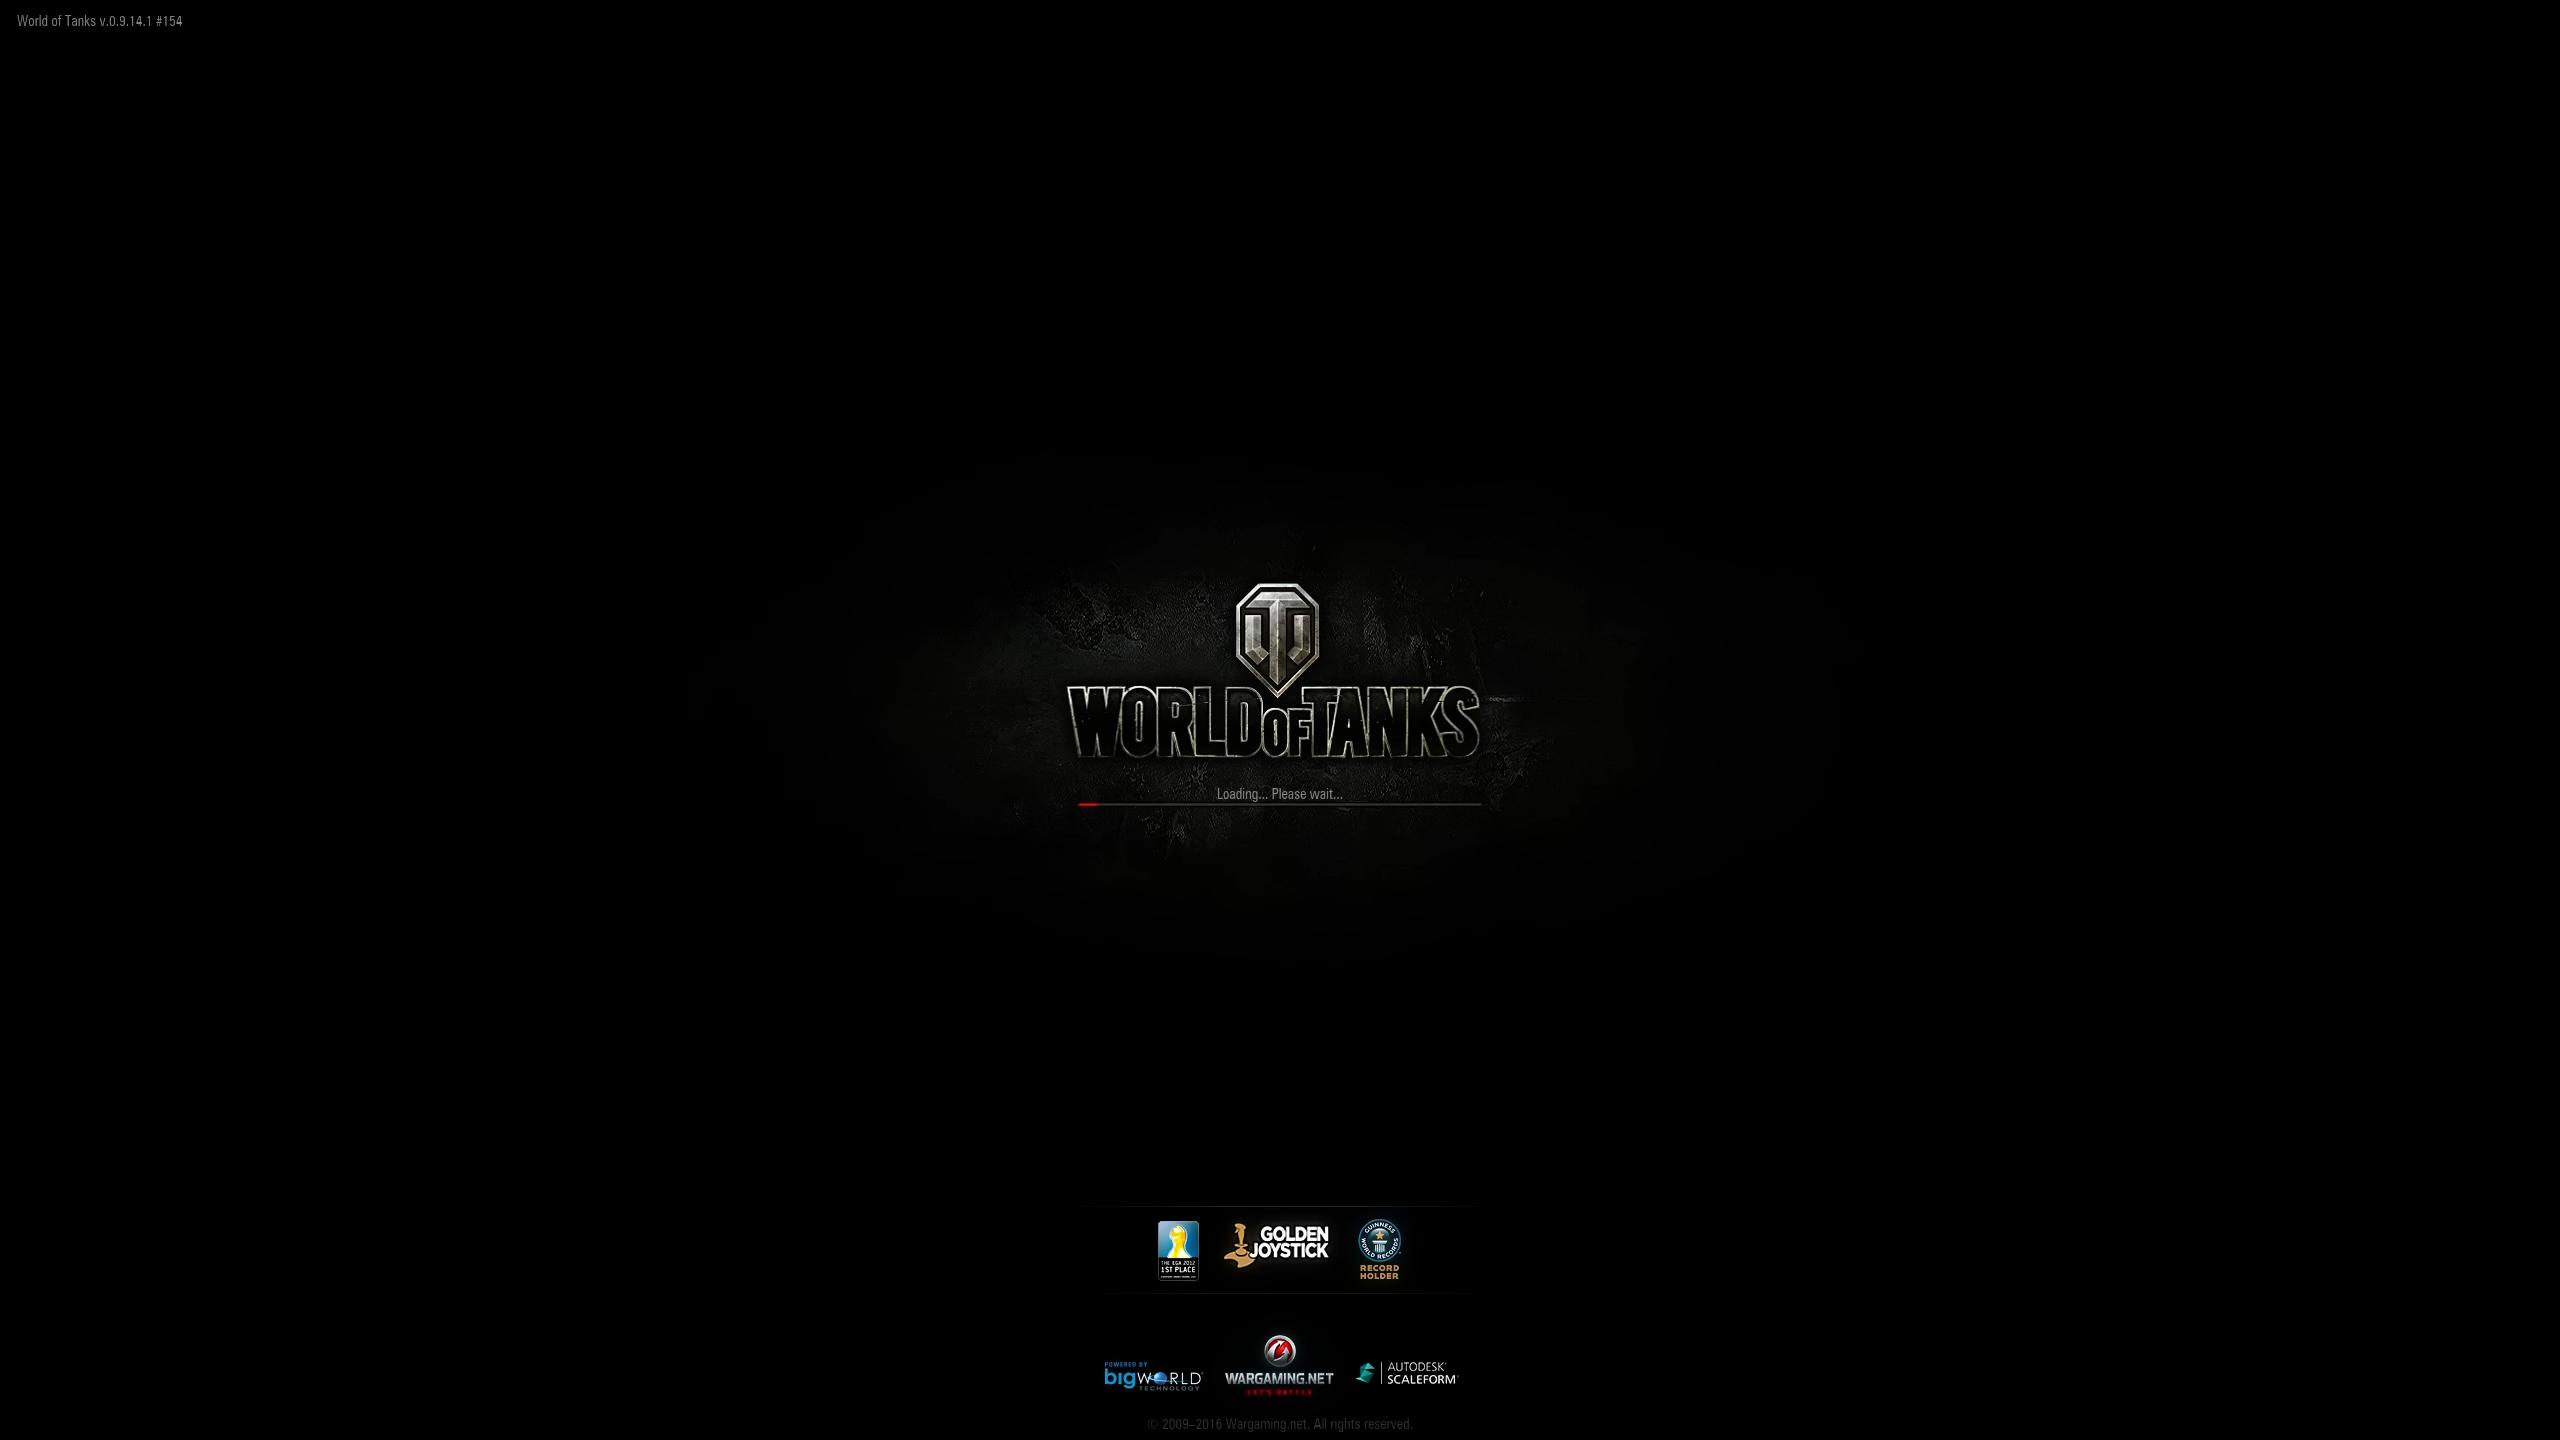 World of Tanks v.0.9.14.1 #154
WORLD OF TANKS
Loading... Please wait...
THE EGA 2012
1ST PLACE
GOLDEN
JOYSTICK
GUINNESS
WORLD RECORDS
RECORD
HOLDER
POWERED BY
bigWORLD
TECHNOLOGY
WARGAMING.NET
LET'S BATTLE
AUTODESK®
SCALEFORM®
© 2009–2016 Wargaming.net. All rights reserved.